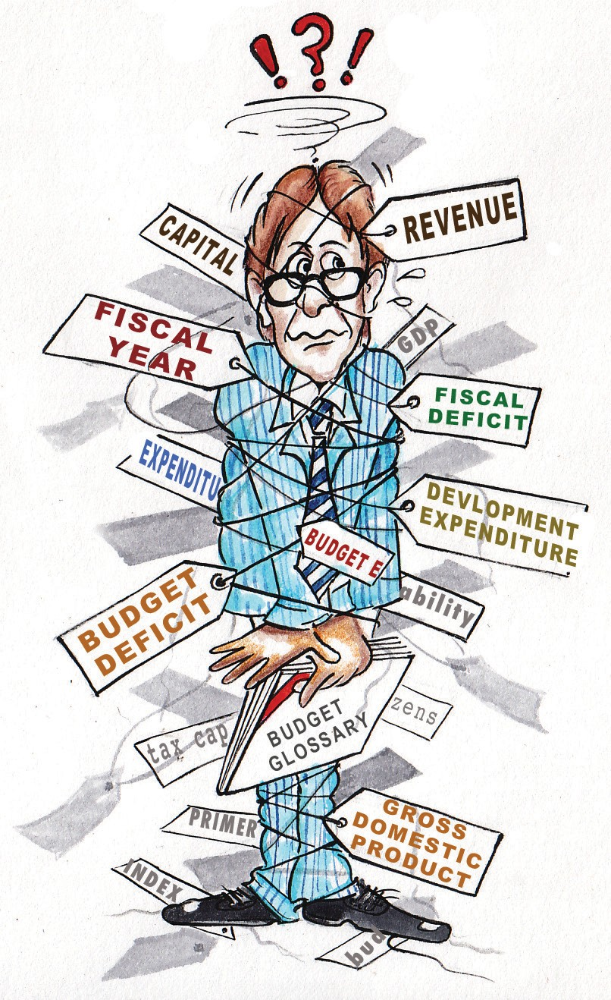 !?!
CAPITAL
REVENUE
FISCAL
YEAR
GDP
FISCAL
DEFICIT
EXPENDITU
DEVLOPMENT
EXPENDITURE
BUDGET E
BUDGET
DEFICIT
ability
BUDGET
GLOSSARY
zens
tax cap
PRIMER
GROSS
DOMESTIC
PRODUCT
INDEX
bud